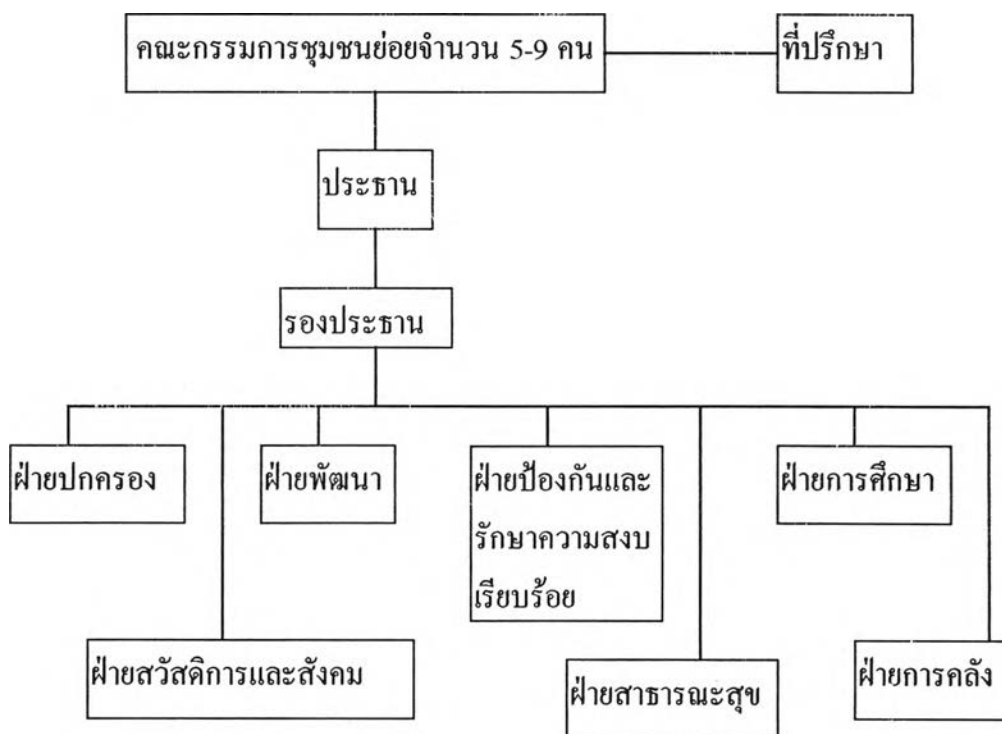 คณะกรรมการชุมชนย่อยจำนวน 5-9 คน
ที่ปรึกษา
ประธาน
รองประธาน
ฝ่ายปกครอง
ฝ่ายพัฒนา
ฝ่ายป้องกันและ
รักษาความสงบ
เรียบร้อย
ฝ่ายการศึกษา
ฝ่ายสวัสดิการและสังคม
ฝ่ายสาธารณะสุข
ฝ่ายการคลัง